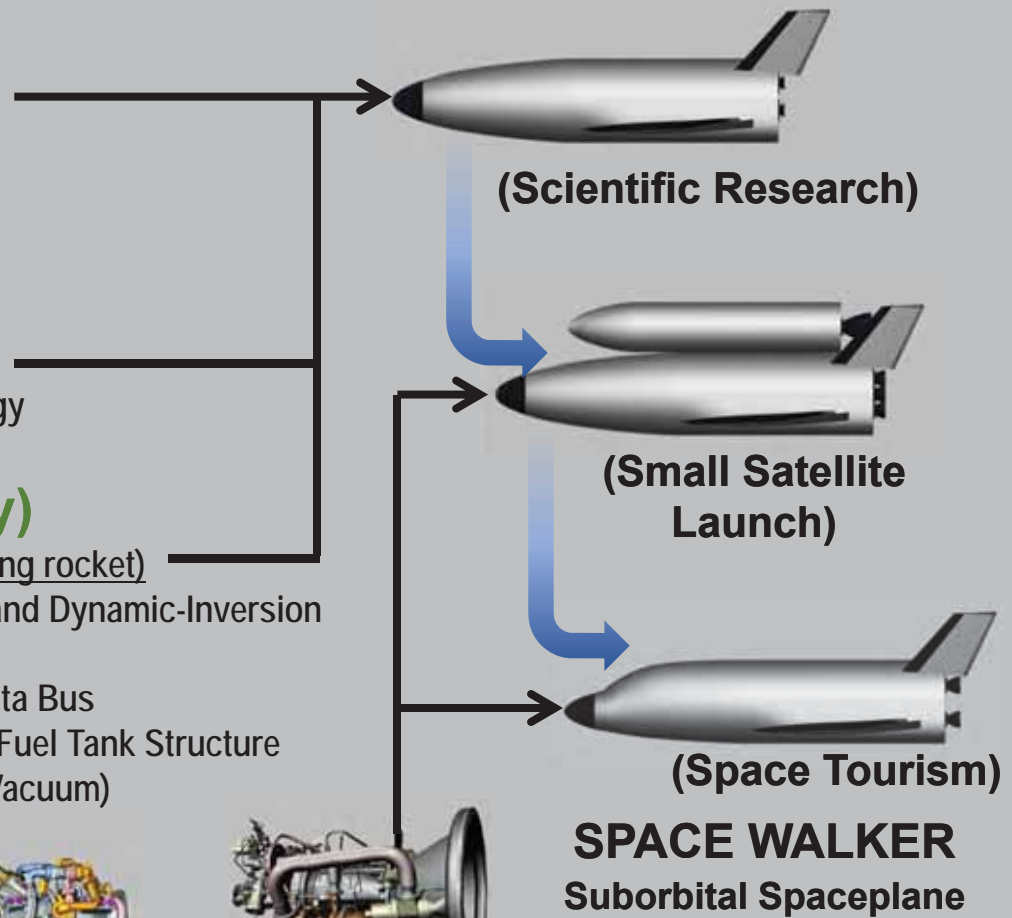 (Scientific Research)
gy
(Small Satellite
Launch)
y)
ng rocket)
and Dynamic-Inversion
ta Bus
Fuel Tank Structure
Vacuum)
(Space Tourism)
SPACE WALKER
Suborbital Spaceplane